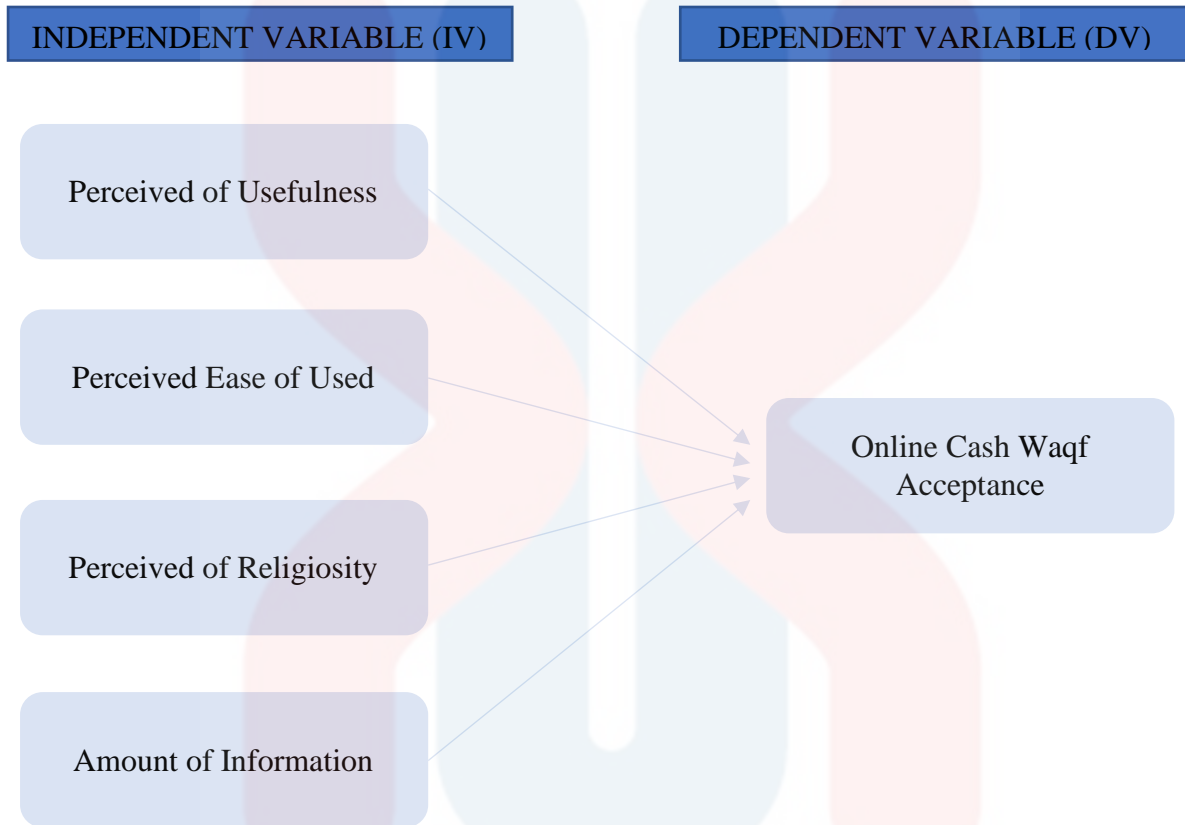 INDEPENDENT VARIABLE (IV)
DEPENDENT VARIABLE (DV)
Perceived of Usefulness
Perceived Ease of Used
Online Cash Waqf
Acceptance
Perceived of Religiosity
Amount of Information